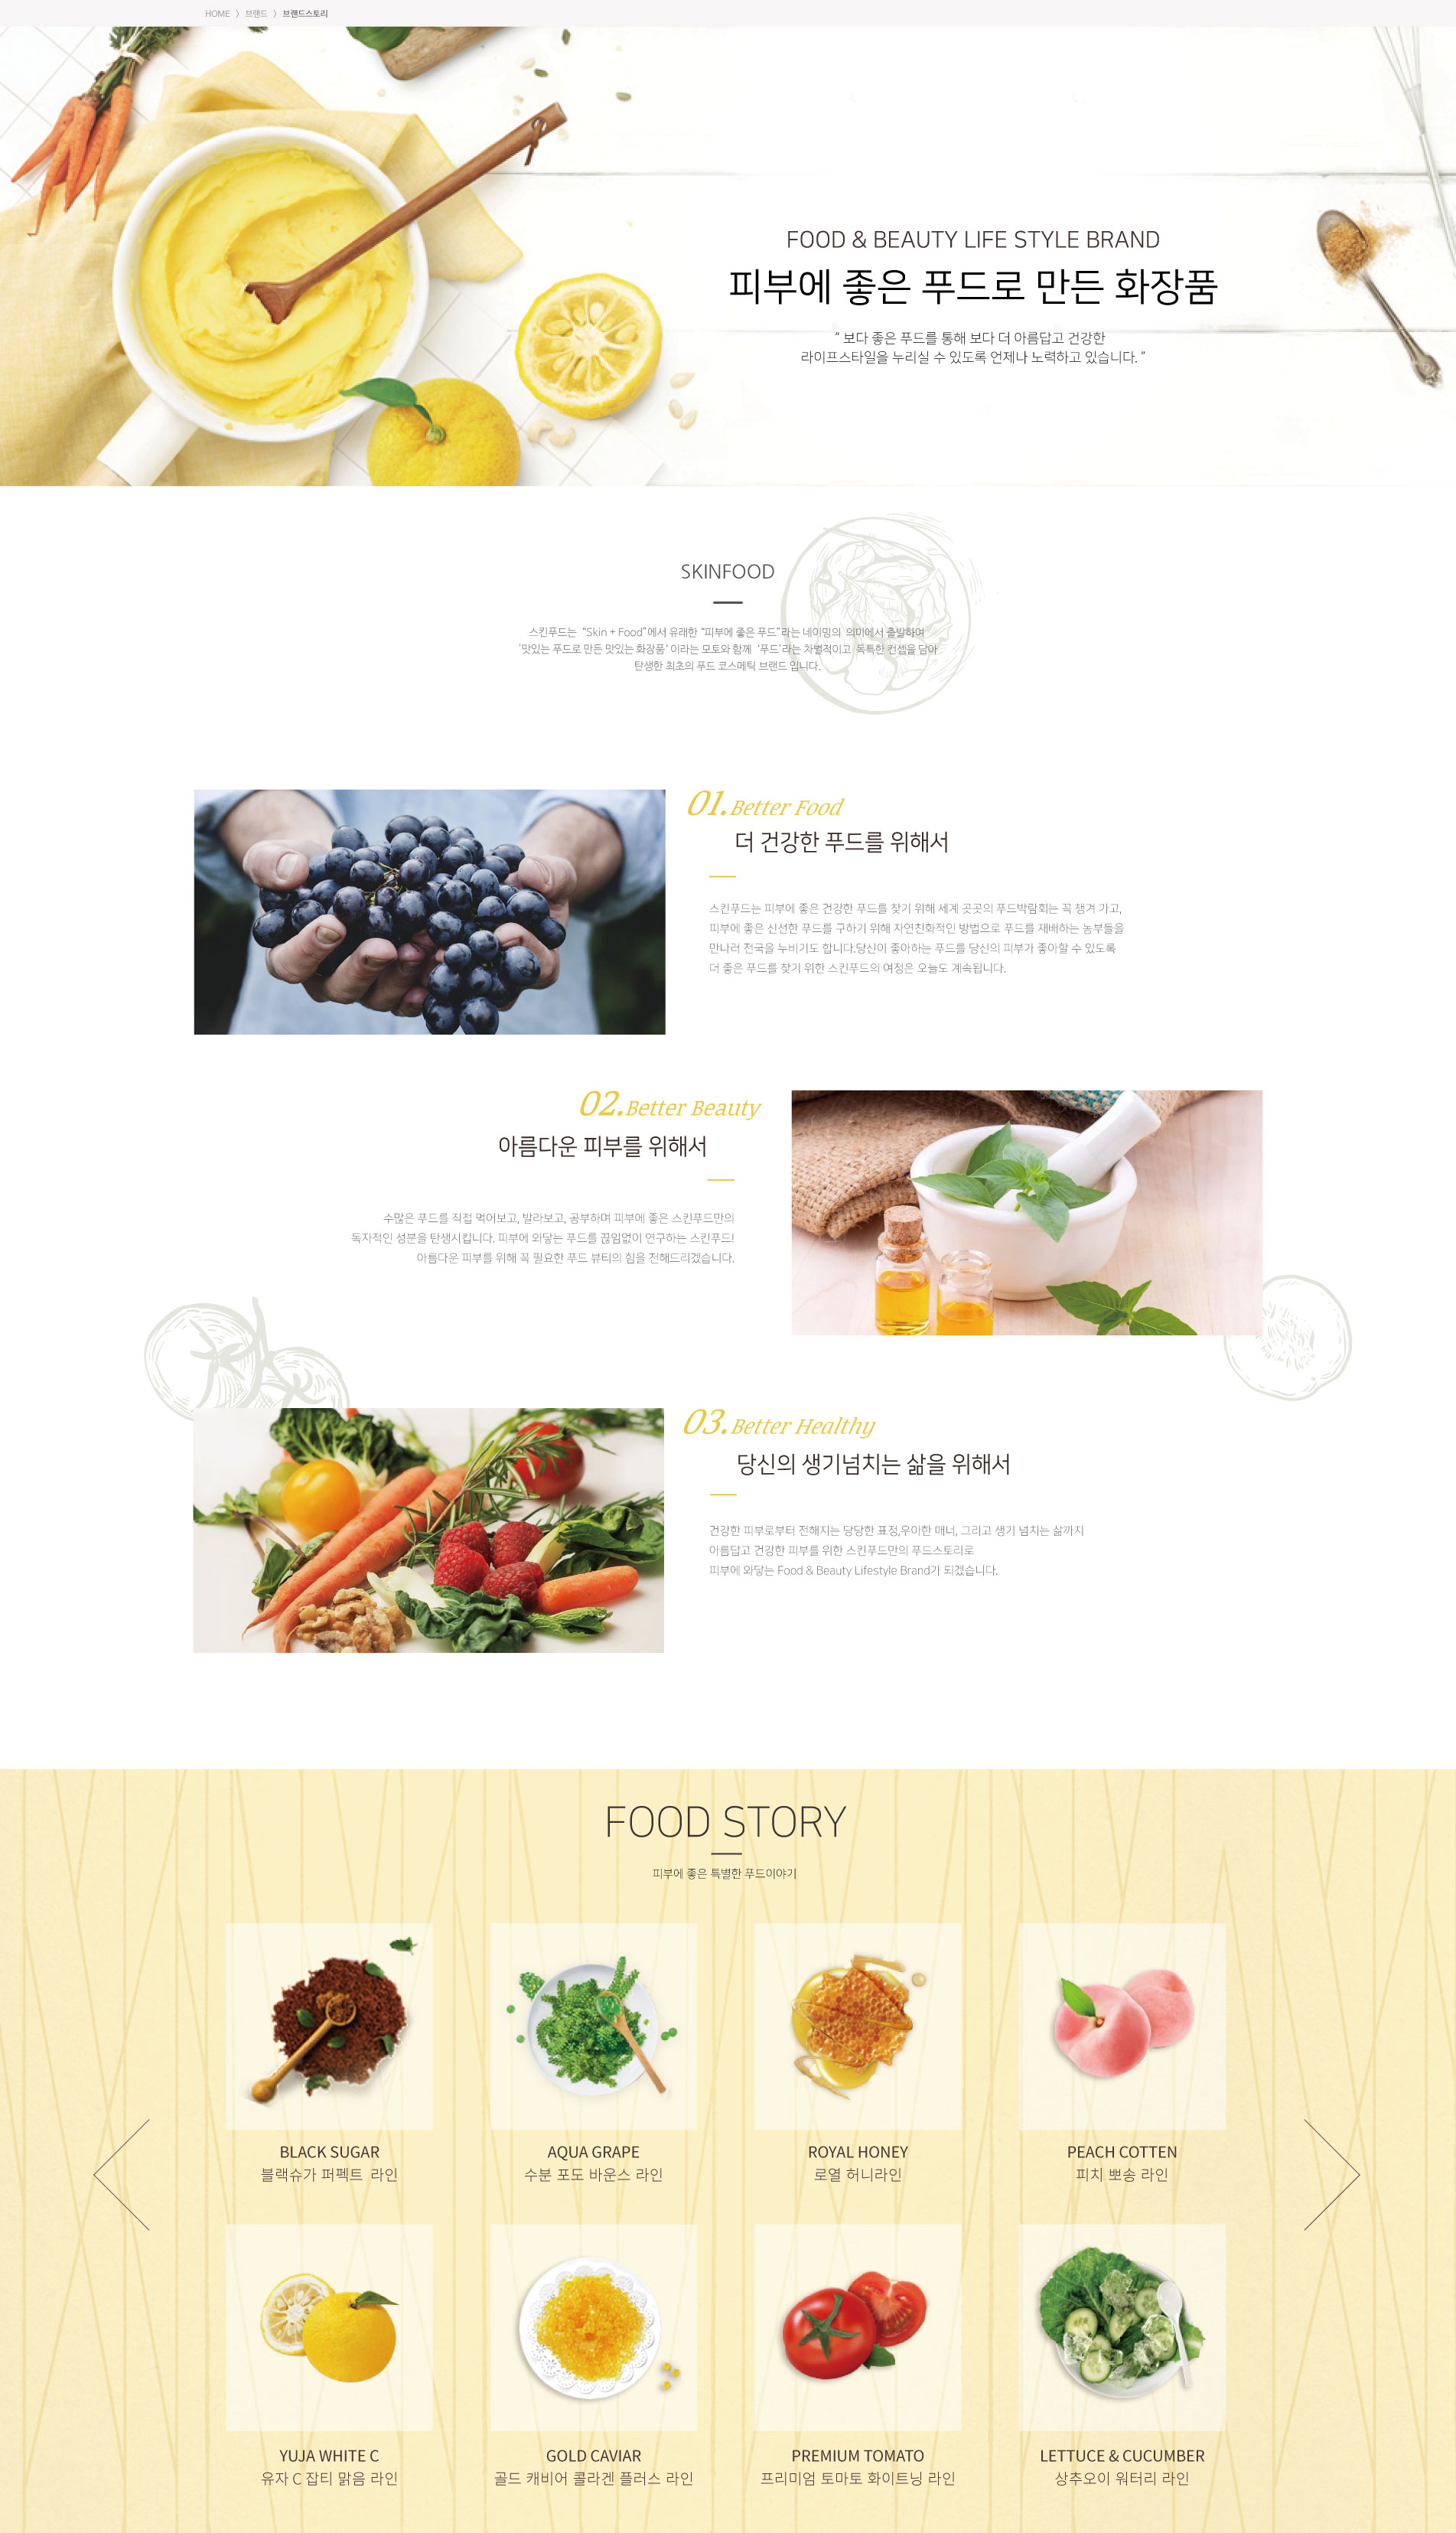 HOME 〉 브랜드 〉 브랜드스토리
FOOD & BEAUTY LIFE STYLE BRAND
피부에 좋은 푸드로 만든 화장품
“ 보다 좋은 푸드를 통해 보다 더 아름답고 건강한
라이프스타일을 누리실 수 있도록 언제나 노력하고 있습니다. ”
SKINFOOD
스킨푸드는 “Skin + Food”에서 유래한 “피부에 좋은 푸드”라는 네이밍의 의미에서 출발하여
‘맛있는 푸드로 만든 맛있는 화장품’ 이라는 모토와 함께 ‘푸드’라는 차별적이고 독특한 컨셉을 담아
탄생한 최초의 푸드 코스메틱 브랜드 입니다.
01. Better Food
더 건강한 푸드를 위해서
스킨푸드는 피부에 좋은 건강한 푸드를 찾기 위해 세계 곳곳의 푸드박람회는 꼭 챙겨 가고,
피부에 좋은 신선한 푸드를 구하기 위해 자연친화적인 방법으로 푸드를 재배하는 농부들을
만나러 전국을 누비기도 합니다.당신이 좋아하는 푸드를 당신의 피부가 좋아할 수 있도록
더 좋은 푸드를 찾기 위한 스킨푸드의 여정은 오늘도 계속됩니다.
02. Better Beauty
아름다운 피부를 위해서
수많은 푸드를 직접 먹어보고, 발라보고, 공부하며 피부에 좋은 스킨푸드만의
독자적인 성분을 탄생시킵니다. 피부에 와닿는 푸드를 끊임없이 연구하는 스킨푸드!
아름다운 피부를 위해 꼭 필요한 푸드 뷰티의 힘을 전해드리겠습니다.
03. Better Healthy
당신의 생기넘치는 삶을 위해서
건강한 피부로부터 전해지는 당당한 표정,우아한 매너, 그리고 생기 넘치는 삶까지
아름답고 건강한 피부를 위한 스킨푸드만의 푸드스토리로
피부에 와닿는 Food & Beauty Lifestyle Brand가 되겠습니다.
FOOD STORY
피부에 좋은 특별한 푸드이야기
BLACK SUGAR
블랙슈가 퍼펙트 라인
AQUA GRAPE
수분 포도 바운스 라인
ROYAL HONEY
로열 허니라인
PEACH COTTEN
피치 뽀송 라인
YUJA WHITE C
유자 C 잡티 맑음 라인
GOLD CAVIAR
골드 캐비어 콜라겐 플러스 라인
PREMIUM TOMATO
프리미엄 토마토 화이트닝 라인
LETTUCE & CUCUMBER
상추오이 워터리 라인